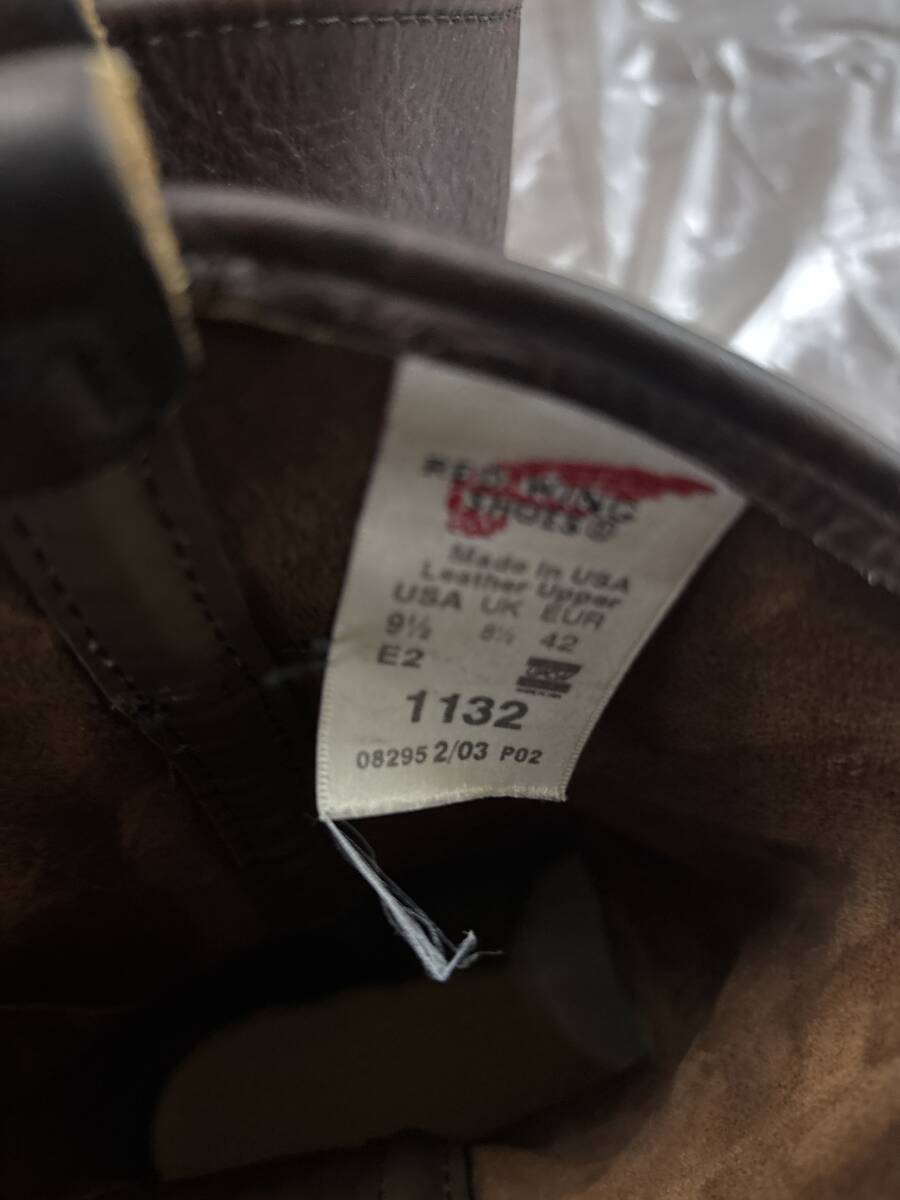 RED WING
SHOES®
Made in USA
Leather Upper
USA UK EUR
9½ 8½ 42
E2
1132
08295 2/03 P02